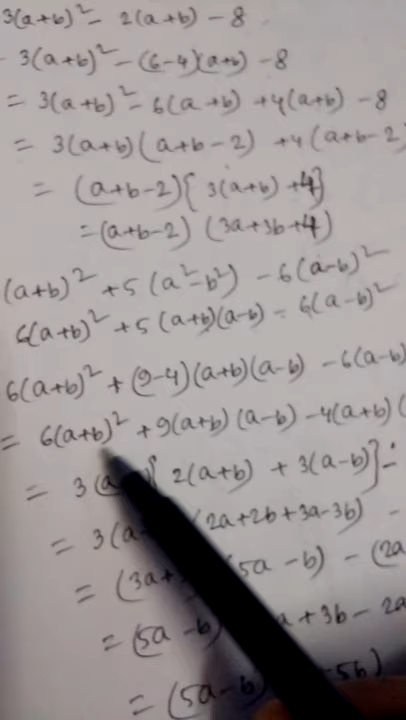 3(a+b)² - 2(a+b) - 8
- 3(a+b)² - (6-4)(a+b) - 8
= 3(a+b)² - 6(a+b) + 4(a+b) - 8
= 3(a+b)(a+b-2) + 4(a+b-2
= (a+b-2){3(a+b)+4}
= (a+b-2)(3a+3b+4)
(a+b)² + 5(a²-b²) - 6(a-b)²
6(a+b)² + 5(a+b)(a-b) - 6(a-b)²
6(a+b)² + (9-4)(a+b)(a-b) - 6(a-b)
= 6(a+b)² + 9(a+b)(a-b) - 4(a+b)(
= 3(a { 2(a+b) + 3(a-b)} -
= 3(a (2a+2b+3a-3b) -
= (3a+ 5a-b) - (2a
= (5a-b) a+3b-2a
= (5a-b) -5b)